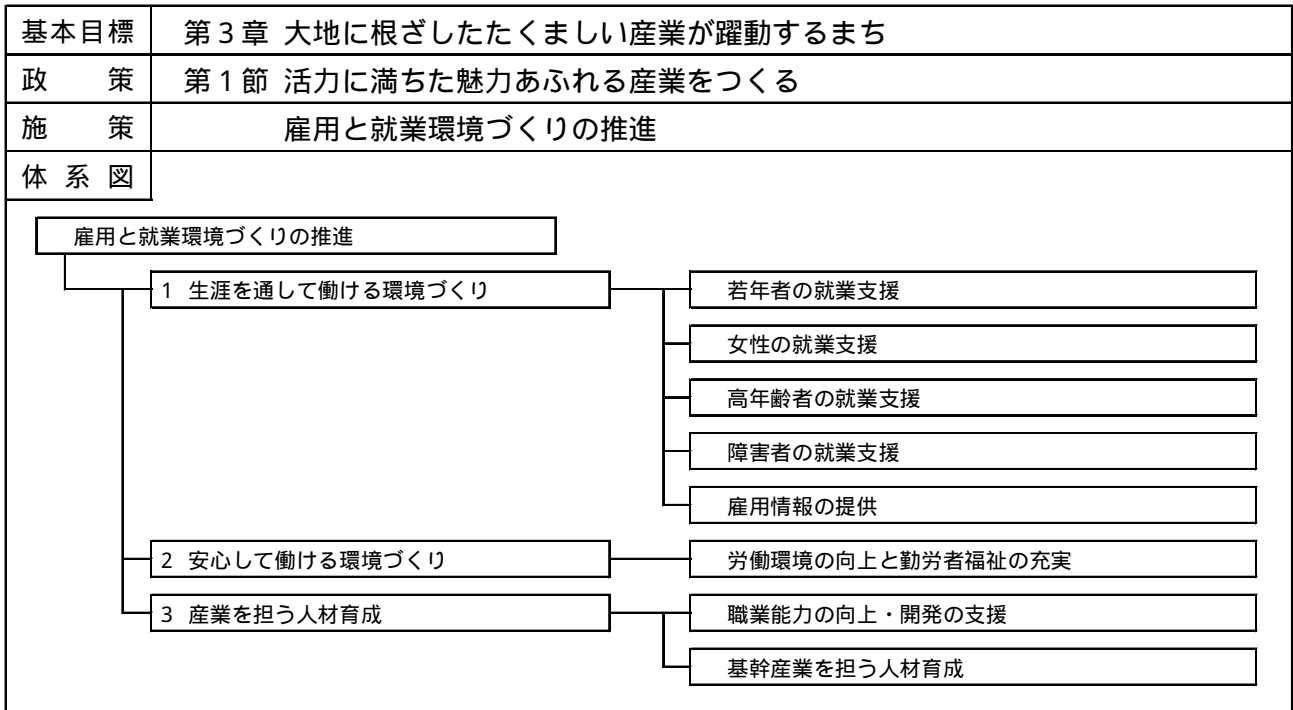 基本目標 第３章 大地に根ざしたたくましい産業が躍動するまち
政 策 第１節 活力に満ちた魅力あふれる産業をつくる
施 策 雇用と就業環境づくりの推進
体 系 図
雇用と就業環境づくりの推進
1 生涯を通して働ける環境づくり 若年者の就業支援
女性の就業支援
高年齢者の就業支援
障害者の就業支援
雇用情報の提供
2 安心して働ける環境づくり 労働環境の向上と勤労者福祉の充実
3 産業を担う人材育成 職業能力の向上・開発の支援
基幹産業を担う人材育成